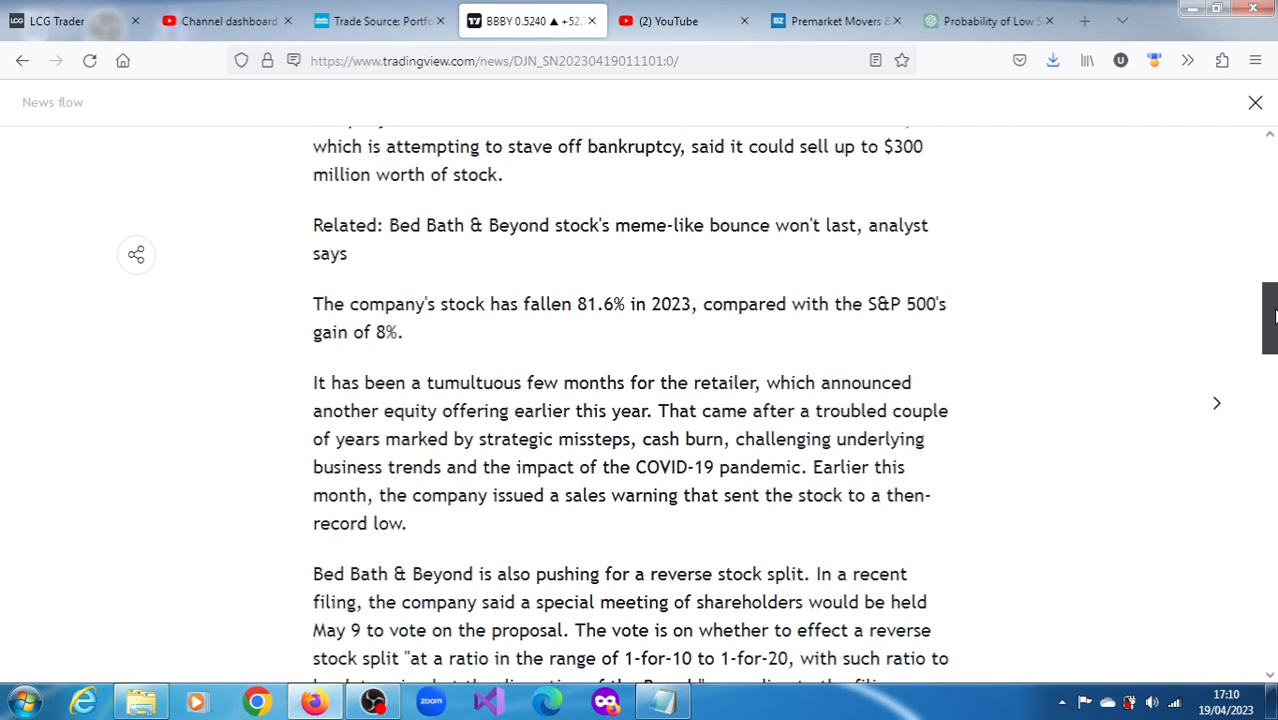 LCG Trader
Channel dashboard
Trade Source: Portfo
BBBY 0.5240 ▲ +52.
(2) YouTube
Premarket Movers &
Probability of Low S
https://www.tradingview.com/news/DJN_SN20230419011101:0/
News flow
which is attempting to stave off bankruptcy, said it could sell up to $300
million worth of stock.
Related: Bed Bath & Beyond stock's meme-like bounce won't last, analyst
says
The company's stock has fallen 81.6% in 2023, compared with the S&P 500's
gain of 8%.
It has been a tumultuous few months for the retailer, which announced
another equity offering earlier this year. That came after a troubled couple
of years marked by strategic missteps, cash burn, challenging underlying
business trends and the impact of the COVID-19 pandemic. Earlier this
month, the company issued a sales warning that sent the stock to a then-
record low.
Bed Bath & Beyond is also pushing for a reverse stock split. In a recent
filing, the company said a special meeting of shareholders would be held
May 9 to vote on the proposal. The vote is on whether to effect a reverse
stock split "at a ratio in the range of 1-for-10 to 1-for-20, with such ratio to
zoom
17:10
19/04/2023